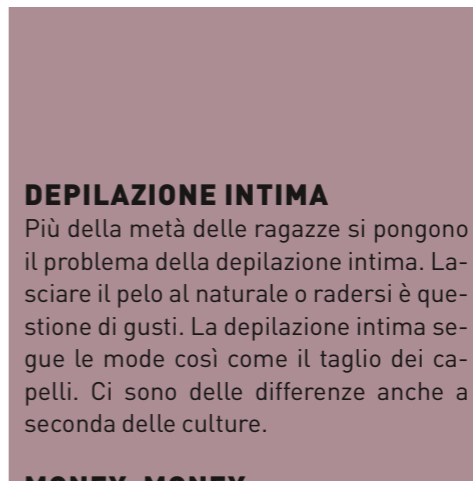 DEPILAZIONE INTIMA
Più della metà delle ragazze si pongono
il problema della depilazione intima. La-
sciare il pelo al naturale o radersi è que-
stione di gusti. La depilazione intima se-
gue le mode così come il taglio dei ca-
pelli. Ci sono delle differenze anche a
seconda delle culture.
MONEY, MONEY